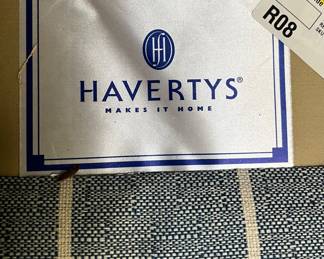 H
HAVERTYS®
MAKES IT HOME
R08